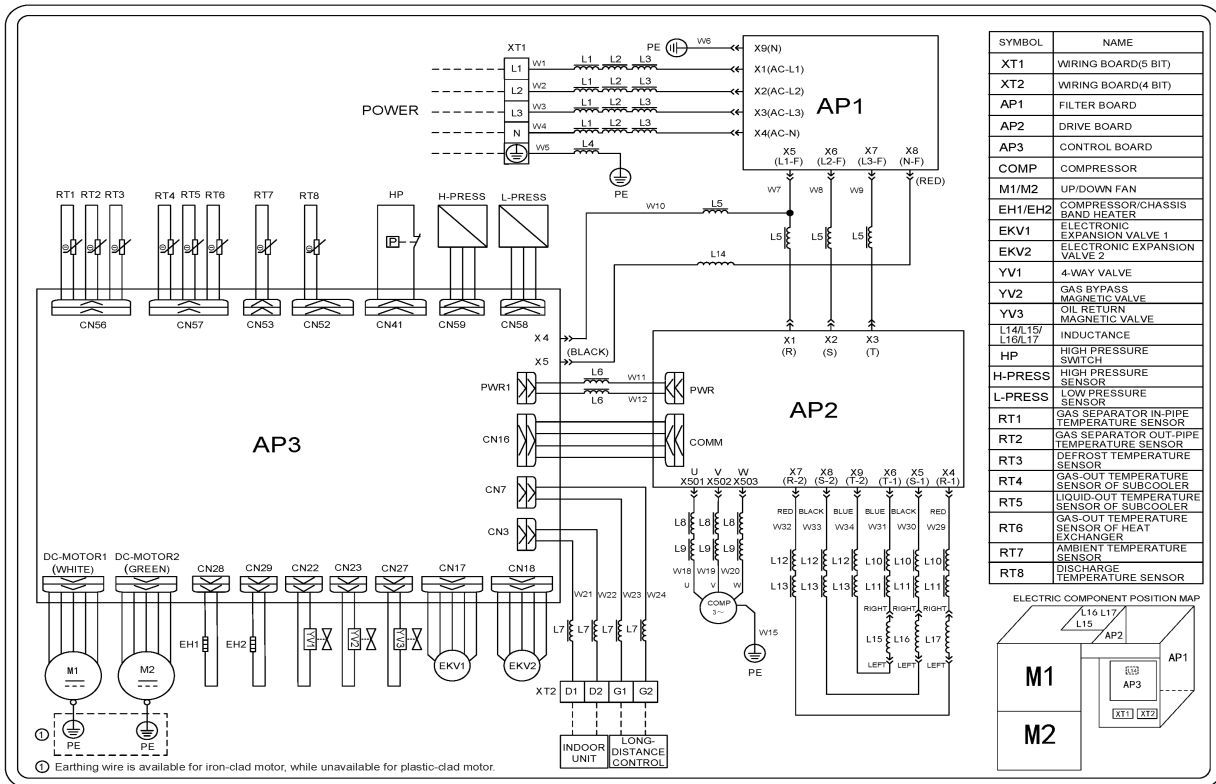 XT1
PE
W6
X9(N)
L1 W1 L1 L2 L3 X1(AC-L1)
L2 W2 L1 L2 L3 X2(AC-L2)
POWER
L3 W3 L1 L2 L3 X3(AC-L3)
N W4 L1 L2 L3 X4(AC-N)
W5 L4
PE
AP1
X5 X6 X7 X8
(L1-F) (L2-F) (L3-F) (N-F)
(RED)
W7 W8 W9
W10 L5
L5 L5 L5
L14
RT1 RT2 RT3 RT4 RT5 RT6 RT7 RT8 HP H-PRESS L-PRESS
P
CN56 CN57 CN53 CN52 CN41 CN59 CN58
X4
(BLACK)
X5
X1 X2 X3
(R) (S) (T)
PWR1 L6 W11 PWR
L6 W12
AP2
AP3
CN16 COMM
CN7
CN3
U V W
X501 X502 X503
X7 X8 X9 X6 X5 X4
(R-2) (S-2) (T-2) (T-1) (S-1) (R-1)
RED BLACK BLUE BLUE BLACK RED
W32 W33 W34 W31 W30 W29
L8 L8 L8
L9 L9 L9
L12 L12 L12 L10 L10 L10
L13 L13 L13 L11 L11 L11
W18 W19 W20
U V W
COMP
3~
W15
PE
RIGHT RIGHT RIGHT
L15 L16 L17
LEFT LEFT LEFT
DC-MOTOR1 DC-MOTOR2
(WHITE) (GREEN)
CN28 CN29 CN22 CN23 CN27 CN17 CN18
W21 W22 W23 W24
L7 L7 L7 L7
M1 M2
EH1 EH2 YV1 YV2 YV3 EKV1 EKV2
XT2 D1 D2 G1 G2
① PE PE
INDOOR
UNIT
LONG-
DISTANCE
CONTROL
① Earthing wire is available for iron-clad motor, while unavailable for plastic-clad motor.
SYMBOL NAME
XT1 WIRING BOARD(5 BIT)
XT2 WIRING BOARD(4 BIT)
AP1 FILTER BOARD
AP2 DRIVE BOARD
AP3 CONTROL BOARD
COMP COMPRESSOR
M1/M2 UP/DOWN FAN
EH1/EH2 COMPRESSOR/CHASSIS
BAND HEATER
EKV1 ELECTRONIC
EXPANSION VALVE 1
EKV2 ELECTRONIC EXPANSION
VALVE 2
YV1 4-WAY VALVE
YV2 GAS BYPASS
MAGNETIC VALVE
YV3 OIL RETURN
MAGNETIC VALVE
L14/L15/
L16/L17 INDUCTANCE
HP HIGH PRESSURE
SWITCH
H-PRESS HIGH PRESSURE
SENSOR
L-PRESS LOW PRESSURE
SENSOR
RT1 GAS SEPARATOR IN-PIPE
TEMPERATURE SENSOR
RT2 GAS SEPARATOR OUT-PIPE
TEMPERATURE SENSOR
RT3 DEFROST TEMPERATURE
SENSOR
RT4 GAS-OUT TEMPERATURE
SENSOR OF SUBCOOLER
RT5 LIQUID-OUT TEMPERATURE
SENSOR OF SUBCOOLER
RT6 GAS-OUT TEMPERATURE
SENSOR OF HEAT
EXCHANGER
RT7 AMBIENT TEMPERATURE
SENSOR
RT8 DISCHARGE
TEMPERATURE SENSOR
ELECTRIC COMPONENT POSITION MAP
L16 L17
L15
AP2
AP1
L14
AP3
XT1 XT2
M1
M2